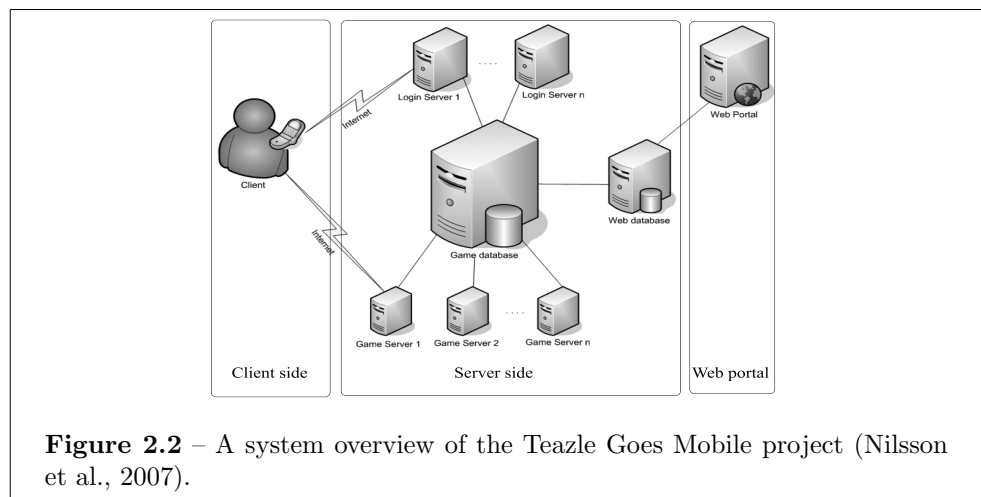 Login Server 1
. . . .
Login Server n
Web Portal
Internet
Client
Web database
Internet
Game database
Game Server 1
Game Server 2
. . . .
Game Server n
Client side
Server side
Web portal
Figure 2.2 – A system overview of the Teazle Goes Mobile project (Nilsson
et al., 2007).